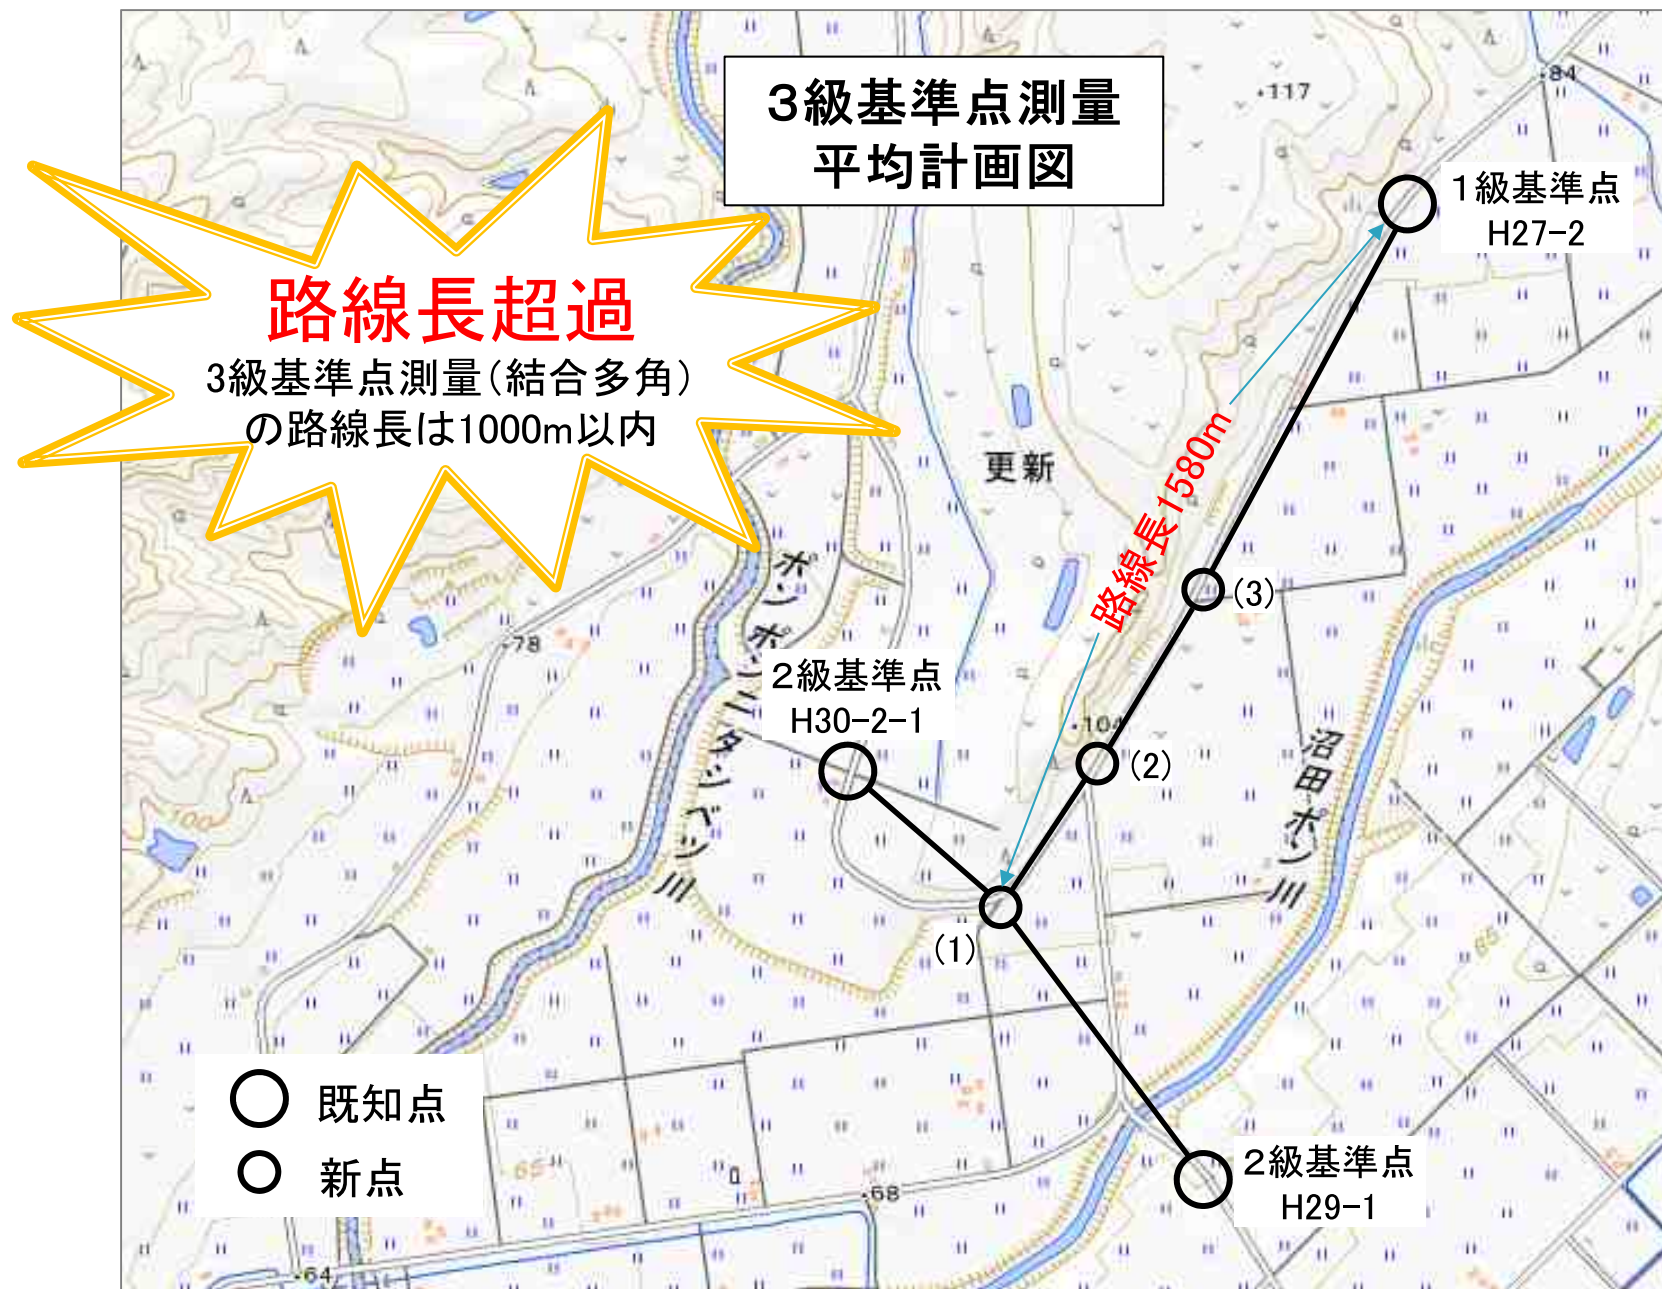 3級基準点測量
平均計画図
・117
・84
1級基準点
H27-2
路線長超過
3級基準点測量（結合多角）
の路線長は1000m以内
更新
路線長1580m
ポンポンニタシベツ川
・78
(3)
2級基準点
H30-2-1
・104
(2)
沼田ポン川
(1)
65
既知点
新点
65
・68
2級基準点
H29-1
・64